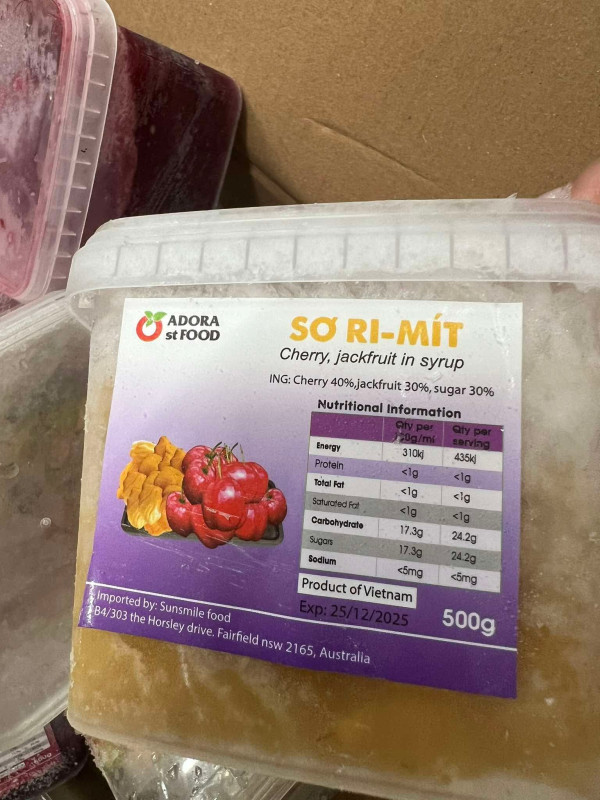 ADORA
st FOOD
SƠ RI-MÍT
Cherry, jackfruit in syrup
ING: Cherry 40%,jackfruit 30%, sugar 30%
Nutritional Information
Qty per 100g/ml Qty per serving
Energy 310kj 435kj
Protein <1g <1g
Total Fat <1g <1g
Saturated Fat <1g <1g
Carbohydrate 17.3g 24.2g
Sugars 17.3g 24.2g
Sodium <5mg <5mg
Product of Vietnam
Exp: 25/12/2025
500g
Imported by: Sunsmile food
B4/303 the Horsley drive. Fairfield nsw 2165, Australia